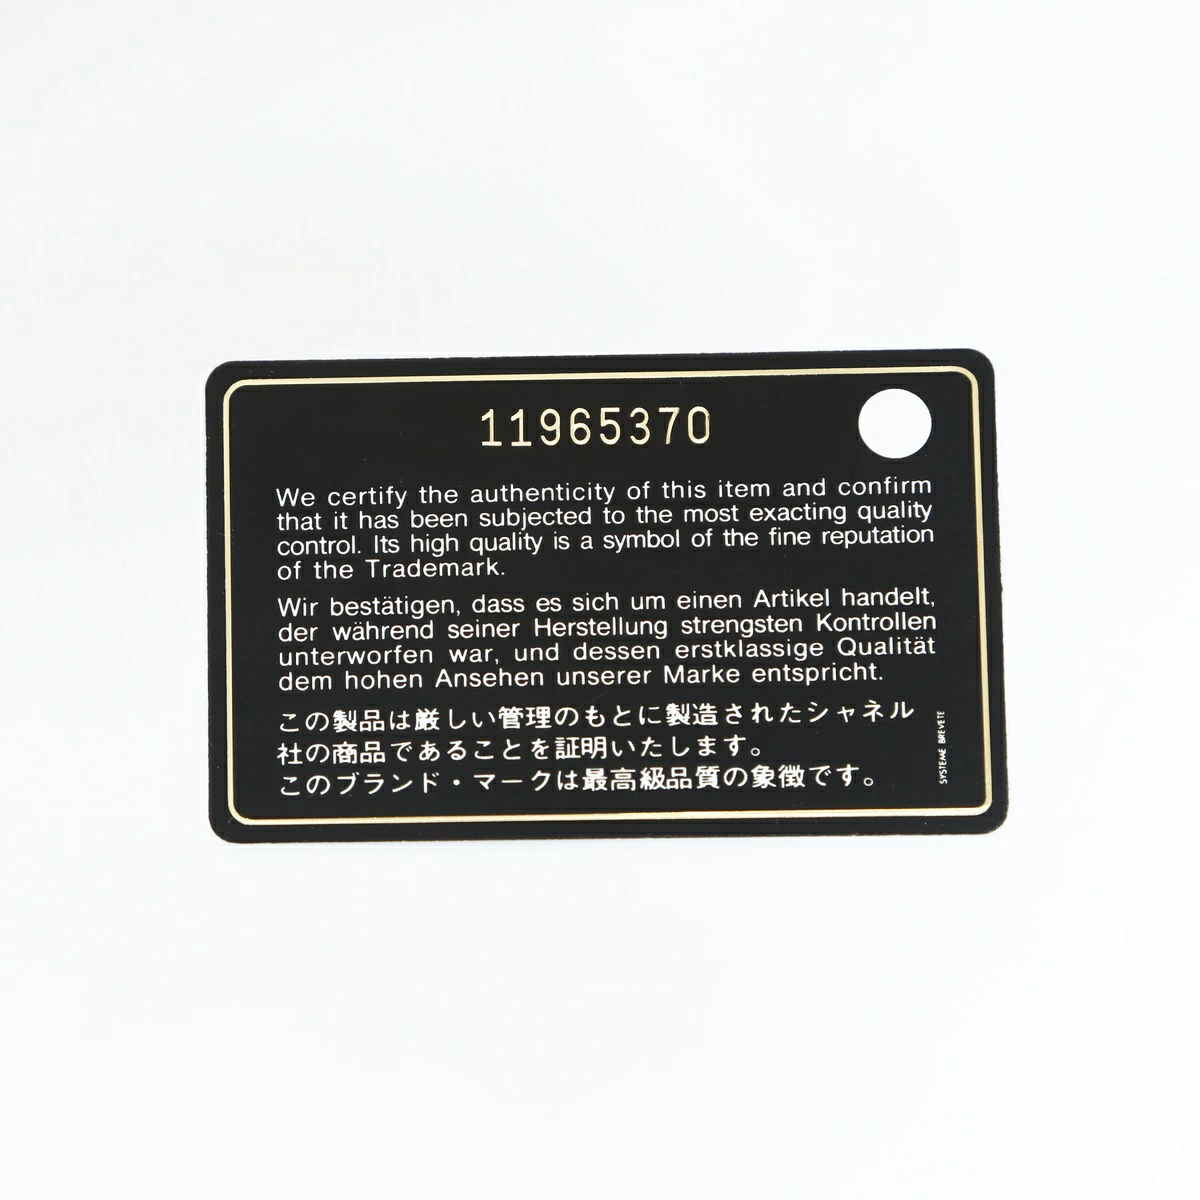 11965370
We certify the authenticity of this item and confirm
that it has been subjected to the most exacting quality
control. Its high quality is a symbol of the fine reputation
of the Trademark.
Wir bestätigen, dass es sich um einen Artikel handelt,
der während seiner Herstellung strengsten Kontrollen
unterworfen war, und dessen erstklassige Qualität
dem hohen Ansehen unserer Marke entspricht.
この製品は厳しい管理のもとに製造されたシャネル
社の商品であることを証明いたします。
このブランド・マークは最高級品質の象徴です。
SYSTEME BREVETE